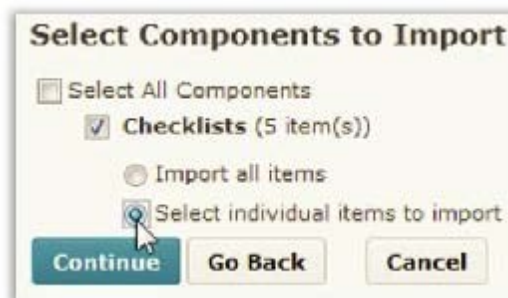 Select Components to Import
Select All Components
Checklists (5 item(s))
Import all items
Select individual items to import
Continue Go Back Cancel